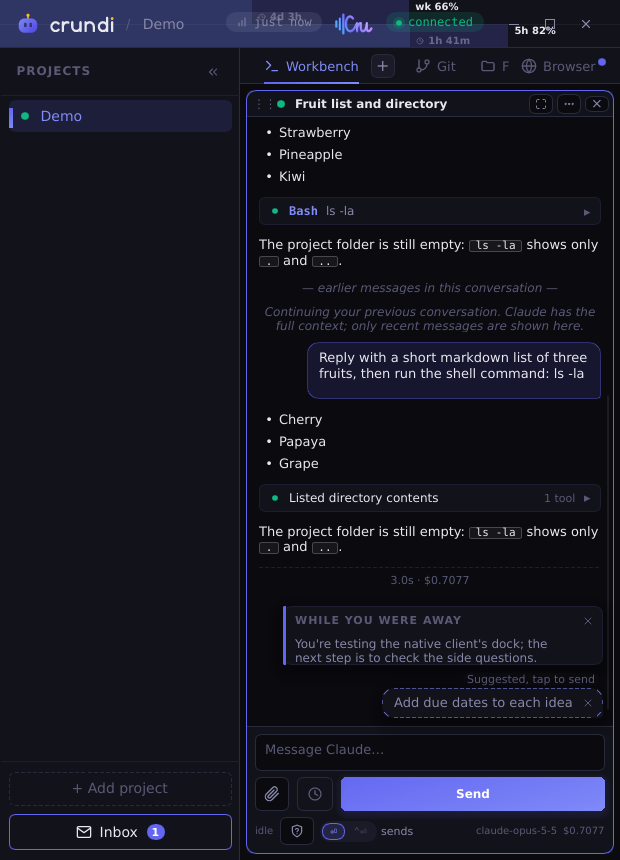 wk 66%
crundi / Demo
4d 3h
just now
Cru
connected
5h 82%
1h 41m
PROJECTS «
Workbench + Git F Browser
Demo
Fruit list and directory
• Strawberry
• Pineapple
• Kiwi
Bash ls -la
The project folder is still empty: ls -la shows only
. and ...
— earlier messages in this conversation —
Continuing your previous conversation. Claude has the
full context; only recent messages are shown here.
Reply with a short markdown list of three
fruits, then run the shell command: ls -la
• Cherry
• Papaya
• Grape
Listed directory contents 1 tool
The project folder is still empty: ls -la shows only
. and ...
3.0s · $0.7077
WHILE YOU WERE AWAY
You're testing the native client's dock; the
next step is to check the side questions.
Suggested, tap to send
Add due dates to each idea
Message Claude…
+ Add project
Send
Inbox 1
idle
sends
claude-opus-5-5 $0.7077